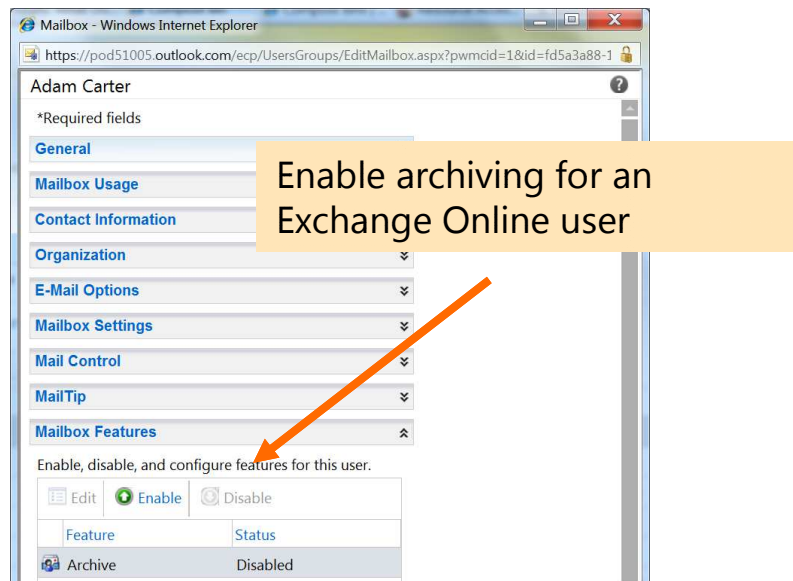 Mailbox - Windows Internet Explorer
https://pod51005.outlook.com/ecp/UsersGroups/EditMailbox.aspx?pwmcid=1&id=fd5a3a88-1
Adam Carter
*Required fields
General
Mailbox Usage
Contact Information
Enable archiving for an
Exchange Online user
Organization
E-Mail Options
Mailbox Settings
Mail Control
MailTip
Mailbox Features
Enable, disable, and configure features for this user.
Edit Enable Disable
Feature Status
Archive Disabled